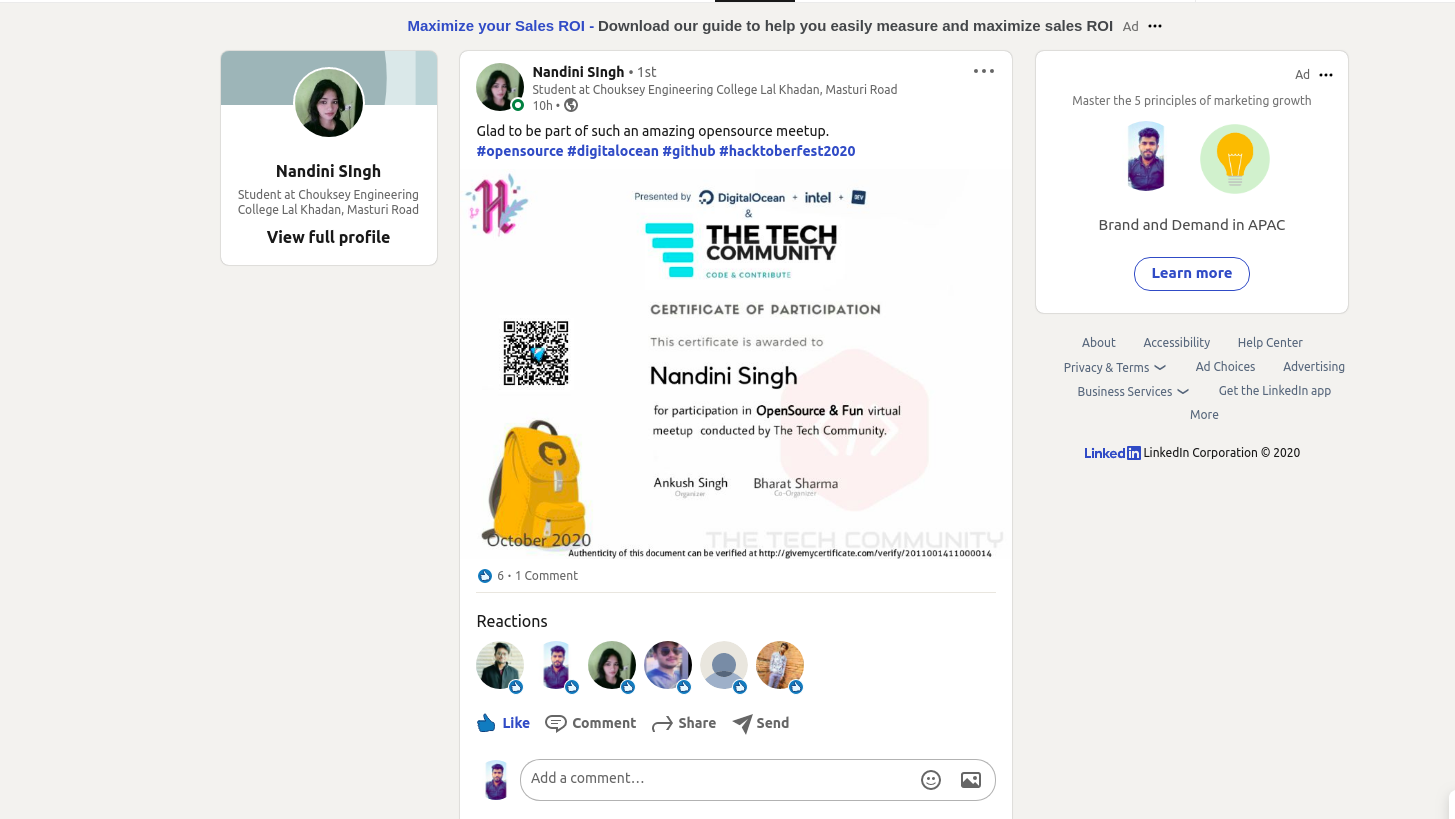 Maximize your Sales ROI - Download our guide to help you easily measure and maximize sales ROI Ad
Nandini SIngh
Student at Chouksey Engineering
College Lal Khadan, Masturi Road
View full profile
Nandini SIngh • 1st
Student at Chouksey Engineering College Lal Khadan, Masturi Road
10h •
Glad to be part of such an amazing opensource meetup.
#opensource #digitalocean #github #hacktoberfest2020
H
Presented by DigitalOcean + intel + DEV
&
THE TECH
COMMUNITY
CODE & CONTRIBUTE
CERTIFICATE OF PARTICIPATION
This certificate is awarded to
Nandini Singh
for participation in OpenSource & Fun virtual
meetup conducted by The Tech Community.
Ankush Singh Bharat Sharma
Organizer Co-Organizer
THE TECH COMMUNITY
October 2020
Authenticity of this document can be verified at http://givemycertificate.com/verify/2011001411000014
6 • 1 Comment
Reactions
Like Comment Share Send
Add a comment…
Ad
Master the 5 principles of marketing growth
Brand and Demand in APAC
Learn more
About Accessibility Help Center
Privacy & Terms Ad Choices Advertising
Business Services Get the LinkedIn app
More
LinkedIn LinkedIn Corporation © 2020